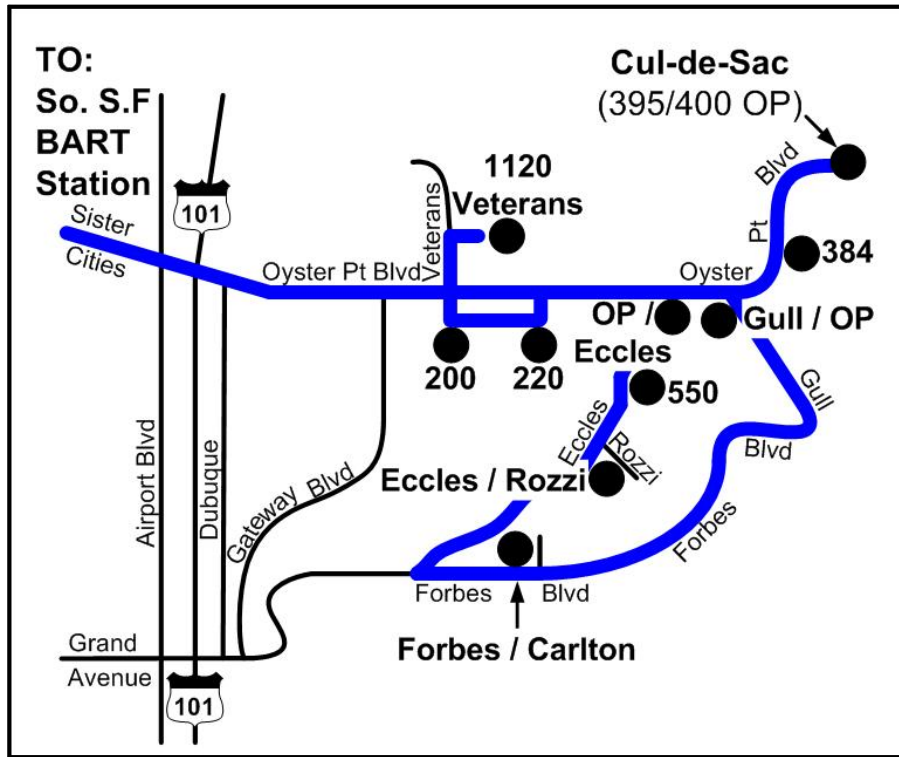 TO:
So. S.F
BART
Station
Cul-de-Sac
(395/400 OP)
101
1120
Veterans
Veterans
Sister
Cities
Oyster Pt Blvd
Oyster
Pt
Blvd
384
OP /
Eccles
Gull / OP
200
220
550
Gull
Blvd
Eccles
Rozzi
Eccles / Rozzi
Airport Blvd
Dubuque
Gateway Blvd
Forbes
Forbes
Blvd
Forbes / Carlton
Grand
Avenue
101